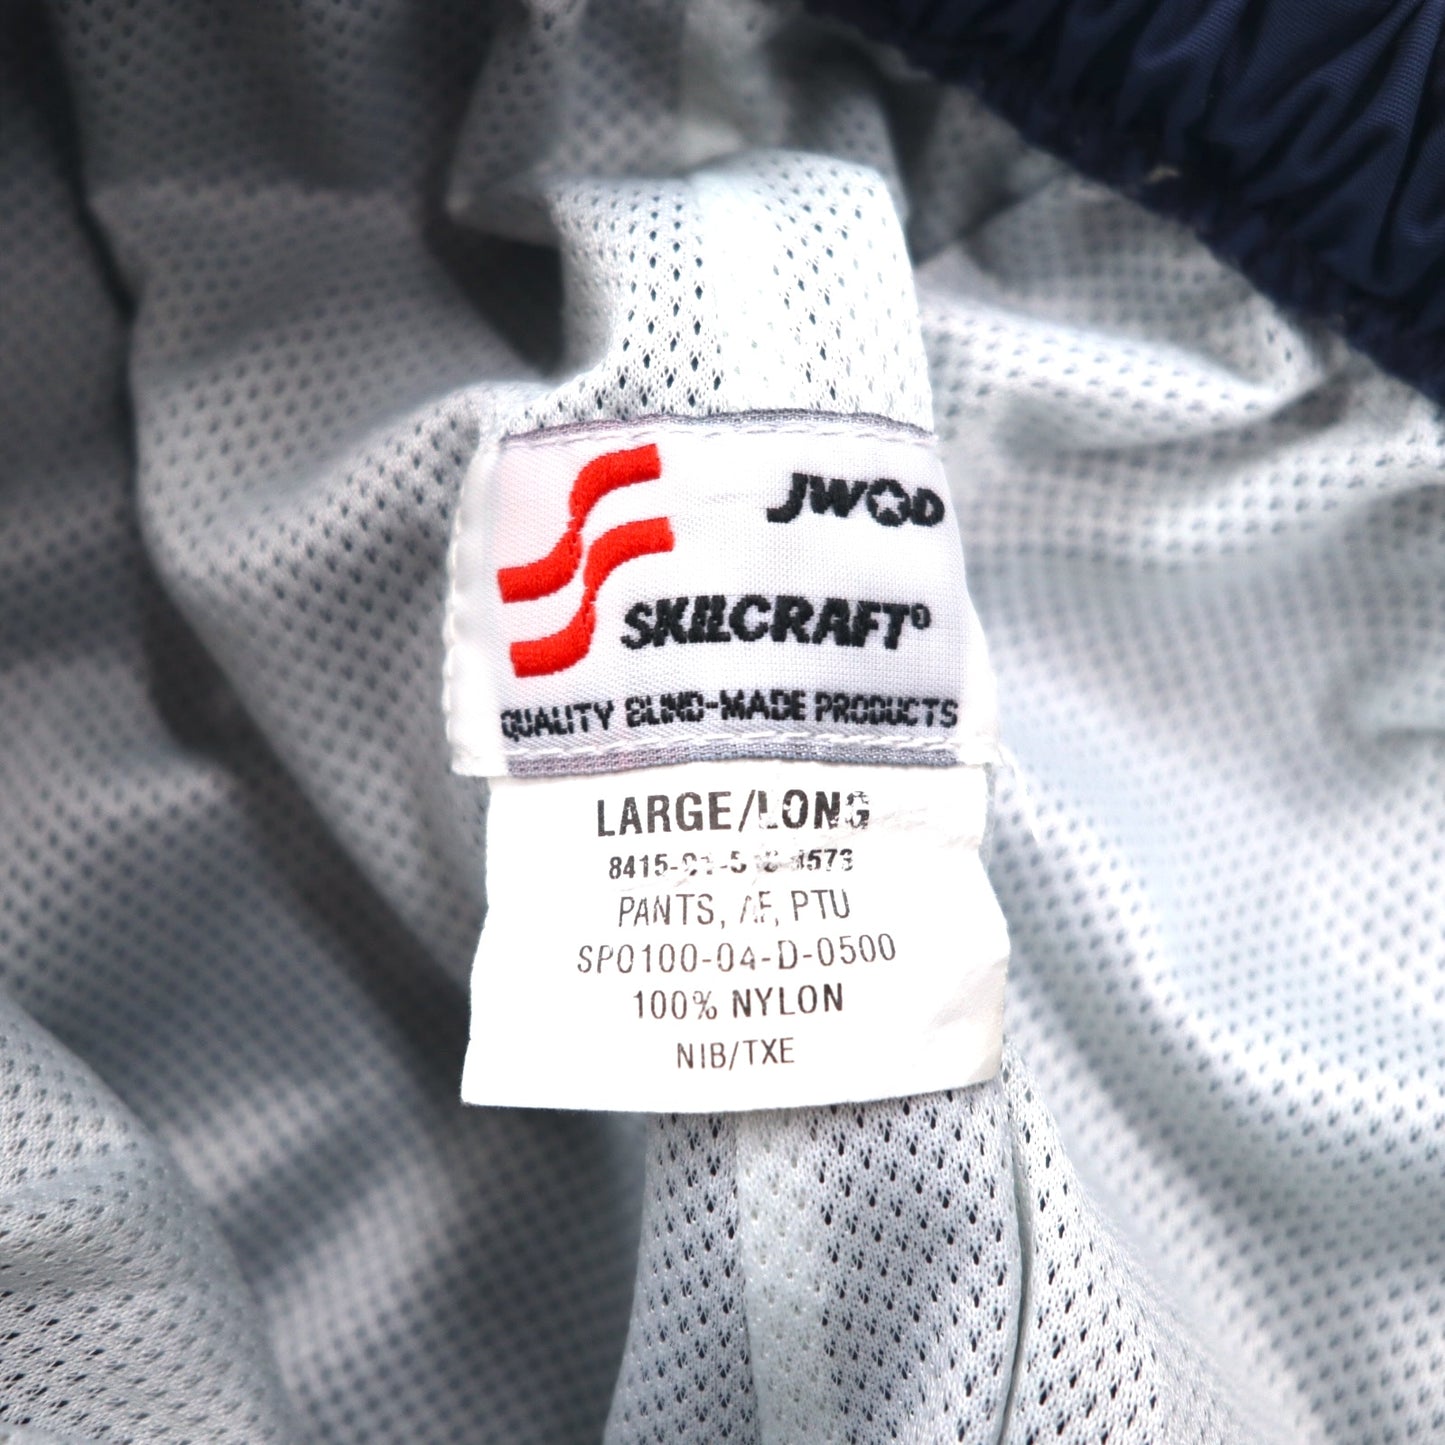 JWOD
SKILCRAFT®
QUALITY BLIND-MADE PRODUCTS
LARGE/LONG
PANTS, AF, PTU
SP0100-04-D-0500
100% NYLON
NIB/TXE